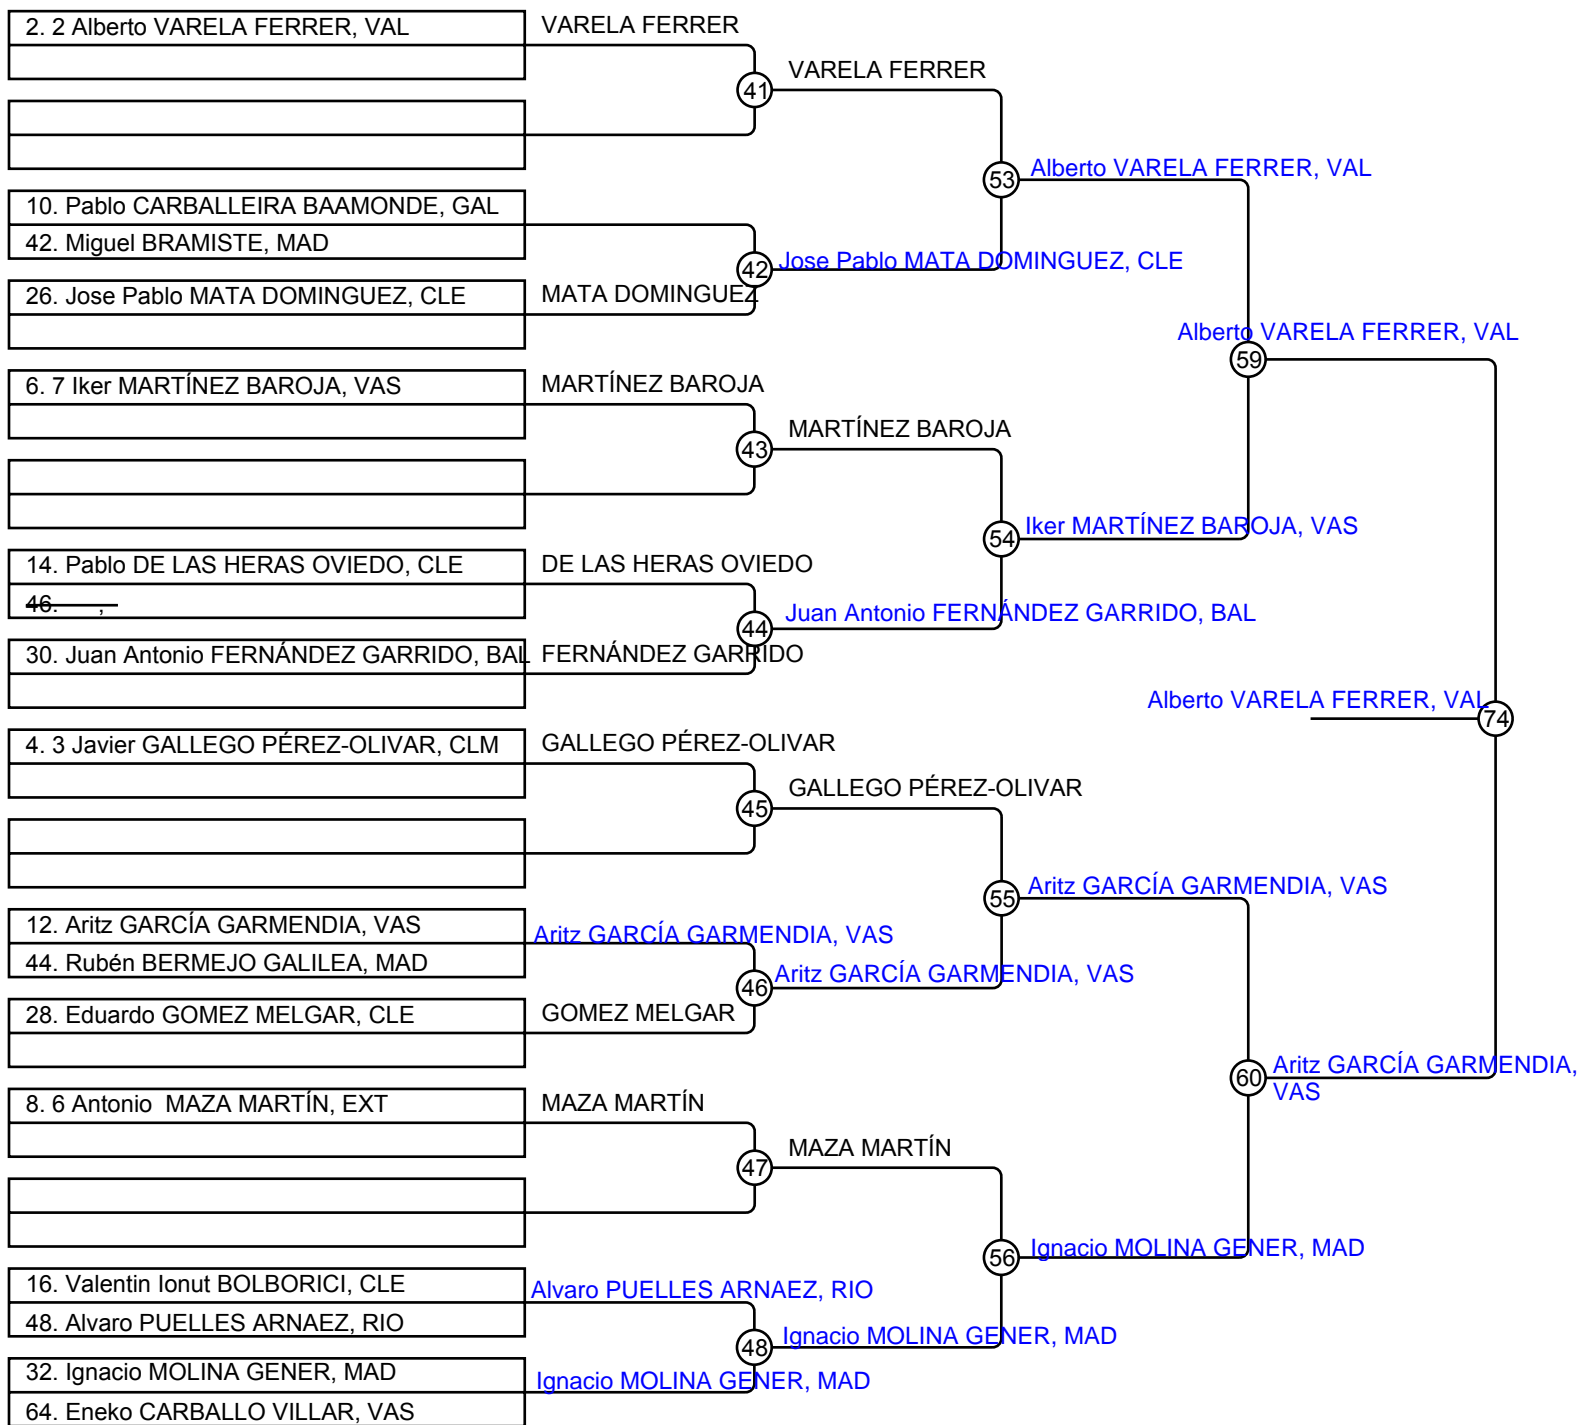 2. 2 Alberto VARELA FERRER, VAL
VARELA FERRER
VARELA FERRER
41
Alberto VARELA FERRER, VAL
53
10. Pablo CARBALLEIRA BAAMONDE, GAL
42. Miguel BRAMISTE, MAD
Jose Pablo MATA DOMINGUEZ, CLE
42
26. Jose Pablo MATA DOMINGUEZ, CLE
MATA DOMINGUEZ
Alberto VARELA FERRER, VAL
59
6. 7 Iker MARTÍNEZ BAROJA, VAS
MARTÍNEZ BAROJA
MARTÍNEZ BAROJA
43
Iker MARTÍNEZ BAROJA, VAS
54
14. Pablo DE LAS HERAS OVIEDO, CLE
DE LAS HERAS OVIEDO
46. ,
Juan Antonio FERNÁNDEZ GARRIDO, BAL
44
30. Juan Antonio FERNÁNDEZ GARRIDO, BAL
FERNÁNDEZ GARRIDO
Alberto VARELA FERRER, VAL
74
4. 3 Javier GALLEGO PÉREZ-OLIVAR, CLM
GALLEGO PÉREZ-OLIVAR
GALLEGO PÉREZ-OLIVAR
45
Aritz GARCÍA GARMENDIA, VAS
55
12. Aritz GARCÍA GARMENDIA, VAS
Aritz GARCÍA GARMENDIA, VAS
44. Rubén BERMEJO GALILEA, MAD
Aritz GARCÍA GARMENDIA, VAS
46
28. Eduardo GOMEZ MELGAR, CLE
GOMEZ MELGAR
Aritz GARCÍA GARMENDIA,
VAS
60
8. 6 Antonio MAZA MARTÍN, EXT
MAZA MARTÍN
MAZA MARTÍN
47
Ignacio MOLINA GENER, MAD
56
16. Valentin Ionut BOLBORICI, CLE
Alvaro PUELLES ARNAEZ, RIO
48. Alvaro PUELLES ARNAEZ, RIO
Ignacio MOLINA GENER, MAD
48
32. Ignacio MOLINA GENER, MAD
Ignacio MOLINA GENER, MAD
64. Eneko CARBALLO VILLAR, VAS